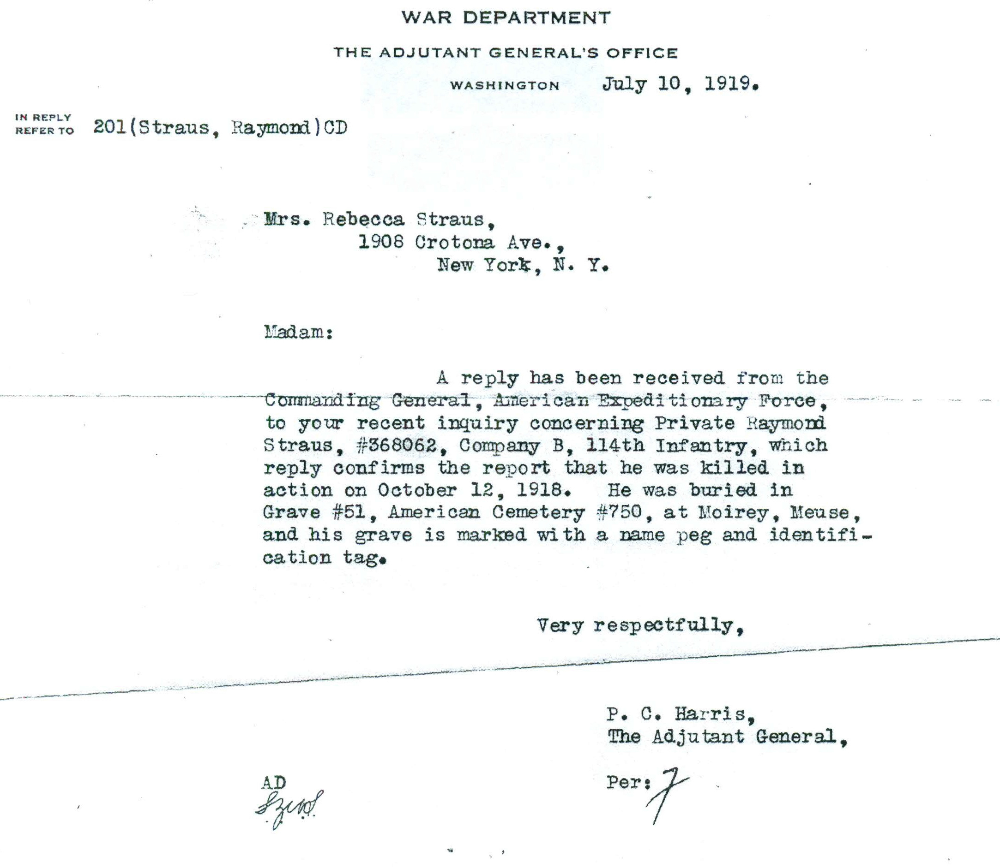 WAR DEPARTMENT
THE ADJUTANT GENERAL'S OFFICE
WASHINGTON July 10, 1919.
IN REPLY
REFER TO 201(Straus, Raymond)CD
Mrs. Rebecca Straus,
1908 Crotona Ave.,
New York, N. Y.
Madam:
A reply has been received from the
Commanding General, American Expeditionary Force,
to your recent inquiry concerning Private Raymond
Straus, #368062, Company B, 114th Infantry, which
reply confirms the report that he was killed in
action on October 12, 1918. He was buried in
Grave #51, American Cemetery #750, at Moirey, Meuse,
and his grave is marked with a name peg and identifi-
cation tag.
Very respectfully,
P. C. Harris,
The Adjutant General,
Per:
AD